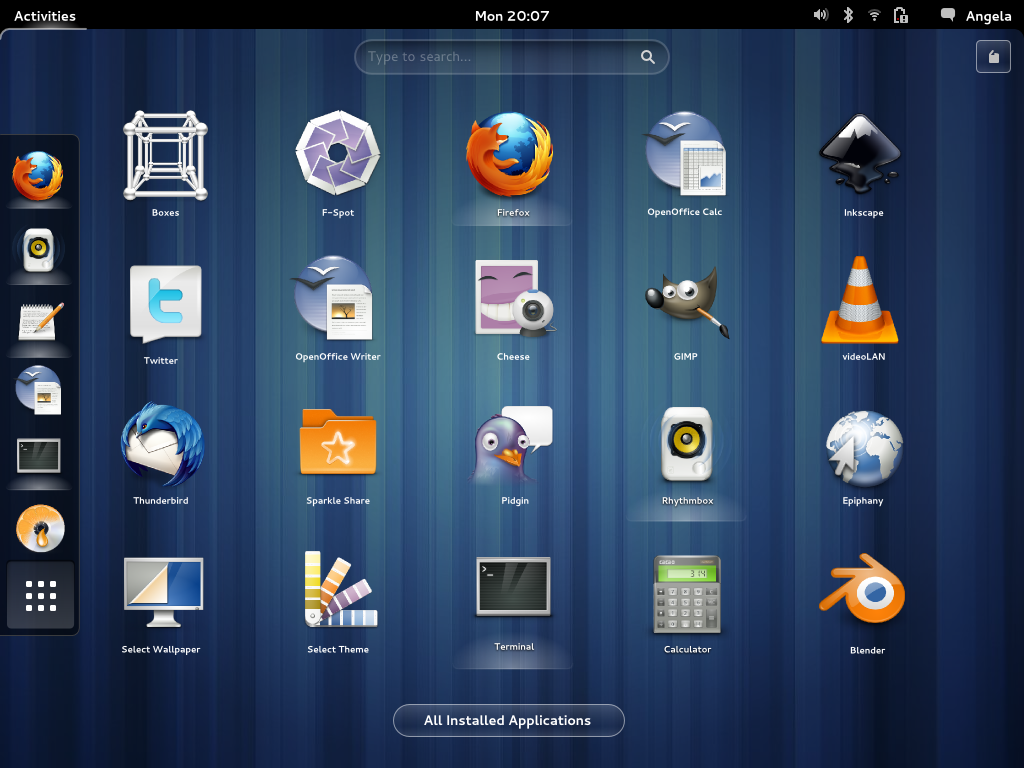 Activities
Mon 20:07
Angela
Type to search...
Boxes
F-Spot
Firefox
OpenOffice Calc
Inkscape
Twitter
OpenOffice Writer
Cheese
GIMP
videoLAN
Thunderbird
Sparkle Share
Pidgin
Rhythmbox
Epiphany
314
Select Wallpaper
Select Theme
Terminal
Calculator
Blender
All Installed Applications